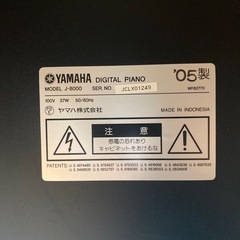 YAMAHA DIGITAL PIANO
MODEL J-8000
SER No. JCLX01249
'05製
100V 37W 50/60Hz
WF62770
ヤマハ株式会社
MADE IN INDONESIA
注 意
感電の恐れあり
キャビネットをあけるな